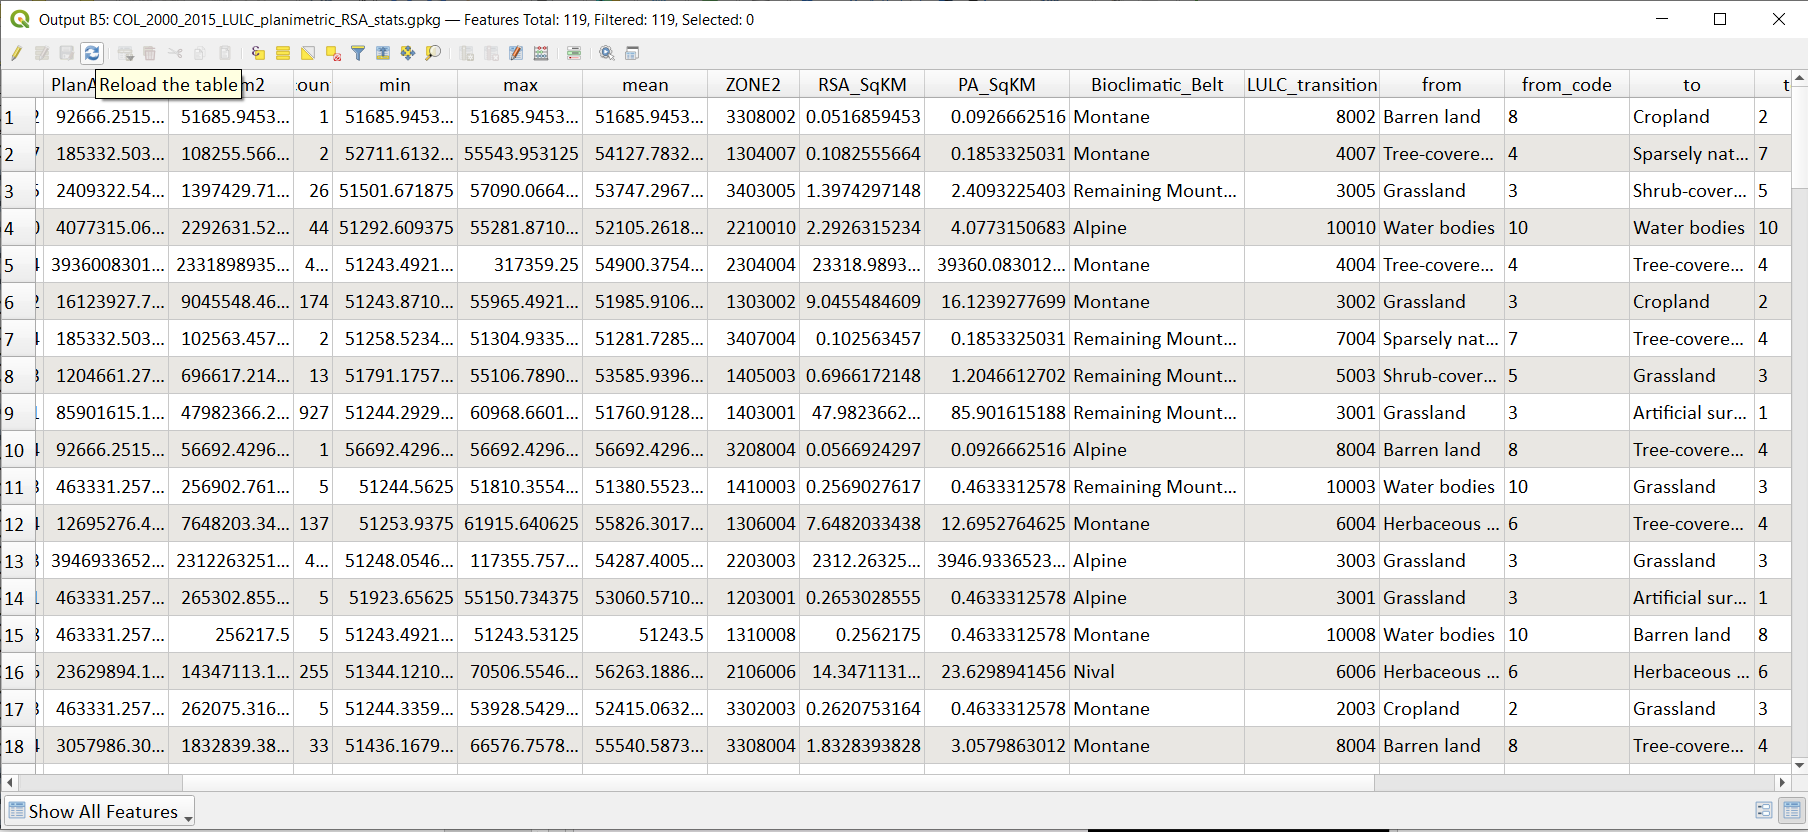 Output B5: COL_2000_2015_LULC_planimetric_RSA_stats.gpkg — Features Total: 119, Filtered: 119, Selected: 0
Reload the table
PlanA m2 oun min max mean ZONE2 RSA_SqKM PA_SqKM Bioclimatic_Belt LULC_transition from from_code to t
1 92666.2515... 51685.9453... 1 51685.9453... 51685.9453... 51685.9453... 3308002 0.0516859453 0.0926662516 Montane 8002 Barren land 8 Cropland 2
2 185332.503... 108255.566... 2 52711.6132... 55543.953125 54127.7832... 1304007 0.1082555664 0.1853325031 Montane 4007 Tree-covere... 4 Sparsely nat... 7
3 2409322.54... 1397429.71... 26 51501.671875 57090.0664... 53747.2967... 3403005 1.3974297148 2.4093225403 Remaining Mount... 3005 Grassland 3 Shrub-cover... 5
4 4077315.06... 2292631.52... 44 51292.609375 55281.8710... 52105.2618... 2210010 2.2926315234 4.0773150683 Alpine 10010 Water bodies 10 Water bodies 10
5 3936008301... 2331898935... 4... 51243.4921... 317359.25 54900.3754... 2304004 23318.9893... 39360.083012... Montane 4004 Tree-covere... 4 Tree-covere... 4
6 16123927.7... 9045548.46... 174 51243.8710... 55965.4921... 51985.9106... 1303002 9.0455484609 16.1239277699 Montane 3002 Grassland 3 Cropland 2
7 185332.503... 102563.457... 2 51258.5234... 51304.9335... 51281.7285... 3407004 0.102563457 0.1853325031 Remaining Mount... 7004 Sparsely nat... 7 Tree-covere... 4
8 1204661.27... 696617.214... 13 51791.1757... 55106.7890... 53585.9396... 1405003 0.6966172148 1.2046612702 Remaining Mount... 5003 Shrub-cover... 5 Grassland 3
9 85901615.1... 47982366.2... 927 51244.2929... 60968.6601... 51760.9128... 1403001 47.9823662... 85.901615188 Remaining Mount... 3001 Grassland 3 Artificial sur... 1
10 92666.2515... 56692.4296... 1 56692.4296... 56692.4296... 56692.4296... 3208004 0.0566924297 0.0926662516 Alpine 8004 Barren land 8 Tree-covere... 4
11 463331.257... 256902.761... 5 51244.5625 51810.3554... 51380.5523... 1410003 0.2569027617 0.4633312578 Remaining Mount... 10003 Water bodies 10 Grassland 3
12 12695276.4... 7648203.34... 137 51253.9375 61915.640625 55826.3017... 1306004 7.6482033438 12.6952764625 Montane 6004 Herbaceous ... 6 Tree-covere... 4
13 3946933652... 2312263251... 4... 51248.0546... 117355.757... 54287.4005... 2203003 2312.26325... 3946.9336523... Alpine 3003 Grassland 3 Grassland 3
14 463331.257... 265302.855... 5 51923.65625 55150.734375 53060.5710... 1203001 0.2653028555 0.4633312578 Alpine 3001 Grassland 3 Artificial sur... 1
15 463331.257... 256217.5 5 51243.4921... 51243.53125 51243.5 1310008 0.2562175 0.4633312578 Montane 10008 Water bodies 10 Barren land 8
16 23629894.1... 14347113.1... 255 51344.1210... 70506.5546... 56263.1886... 2106006 14.3471131... 23.6298941456 Nival 6006 Herbaceous ... 6 Herbaceous ... 6
17 463331.257... 262075.316... 5 51244.3359... 53928.5429... 52415.0632... 3302003 0.2620753164 0.4633312578 Montane 2003 Cropland 2 Grassland 3
18 3057986.30... 1832839.38... 33 51436.1679... 66576.7578... 55540.5873... 3308004 1.8328393828 3.0579863012 Montane 8004 Barren land 8 Tree-covere... 4
Show All Features